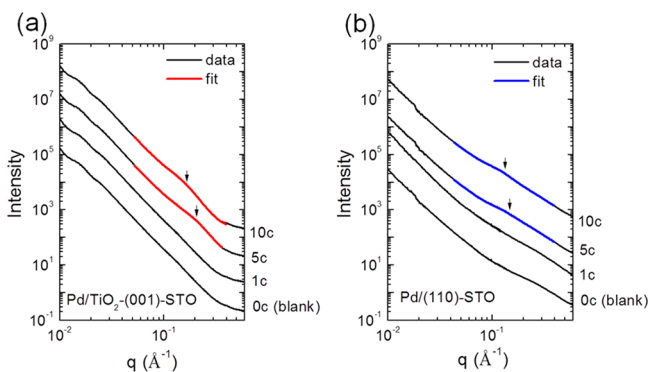 (a)
10⁹
10⁷
10⁵
10³
10¹
10⁻¹
Intensity
data
fit
10c
5c
1c
0c (blank)
Pd/TiO₂-(001)-STO
10⁻²
10⁻¹
q (Å⁻¹)
(b)
10⁹
10⁷
10⁵
10³
10¹
10⁻¹
Intensity
data
fit
10c
5c
1c
0c (blank)
Pd/(110)-STO
10⁻²
10⁻¹
q (Å⁻¹)